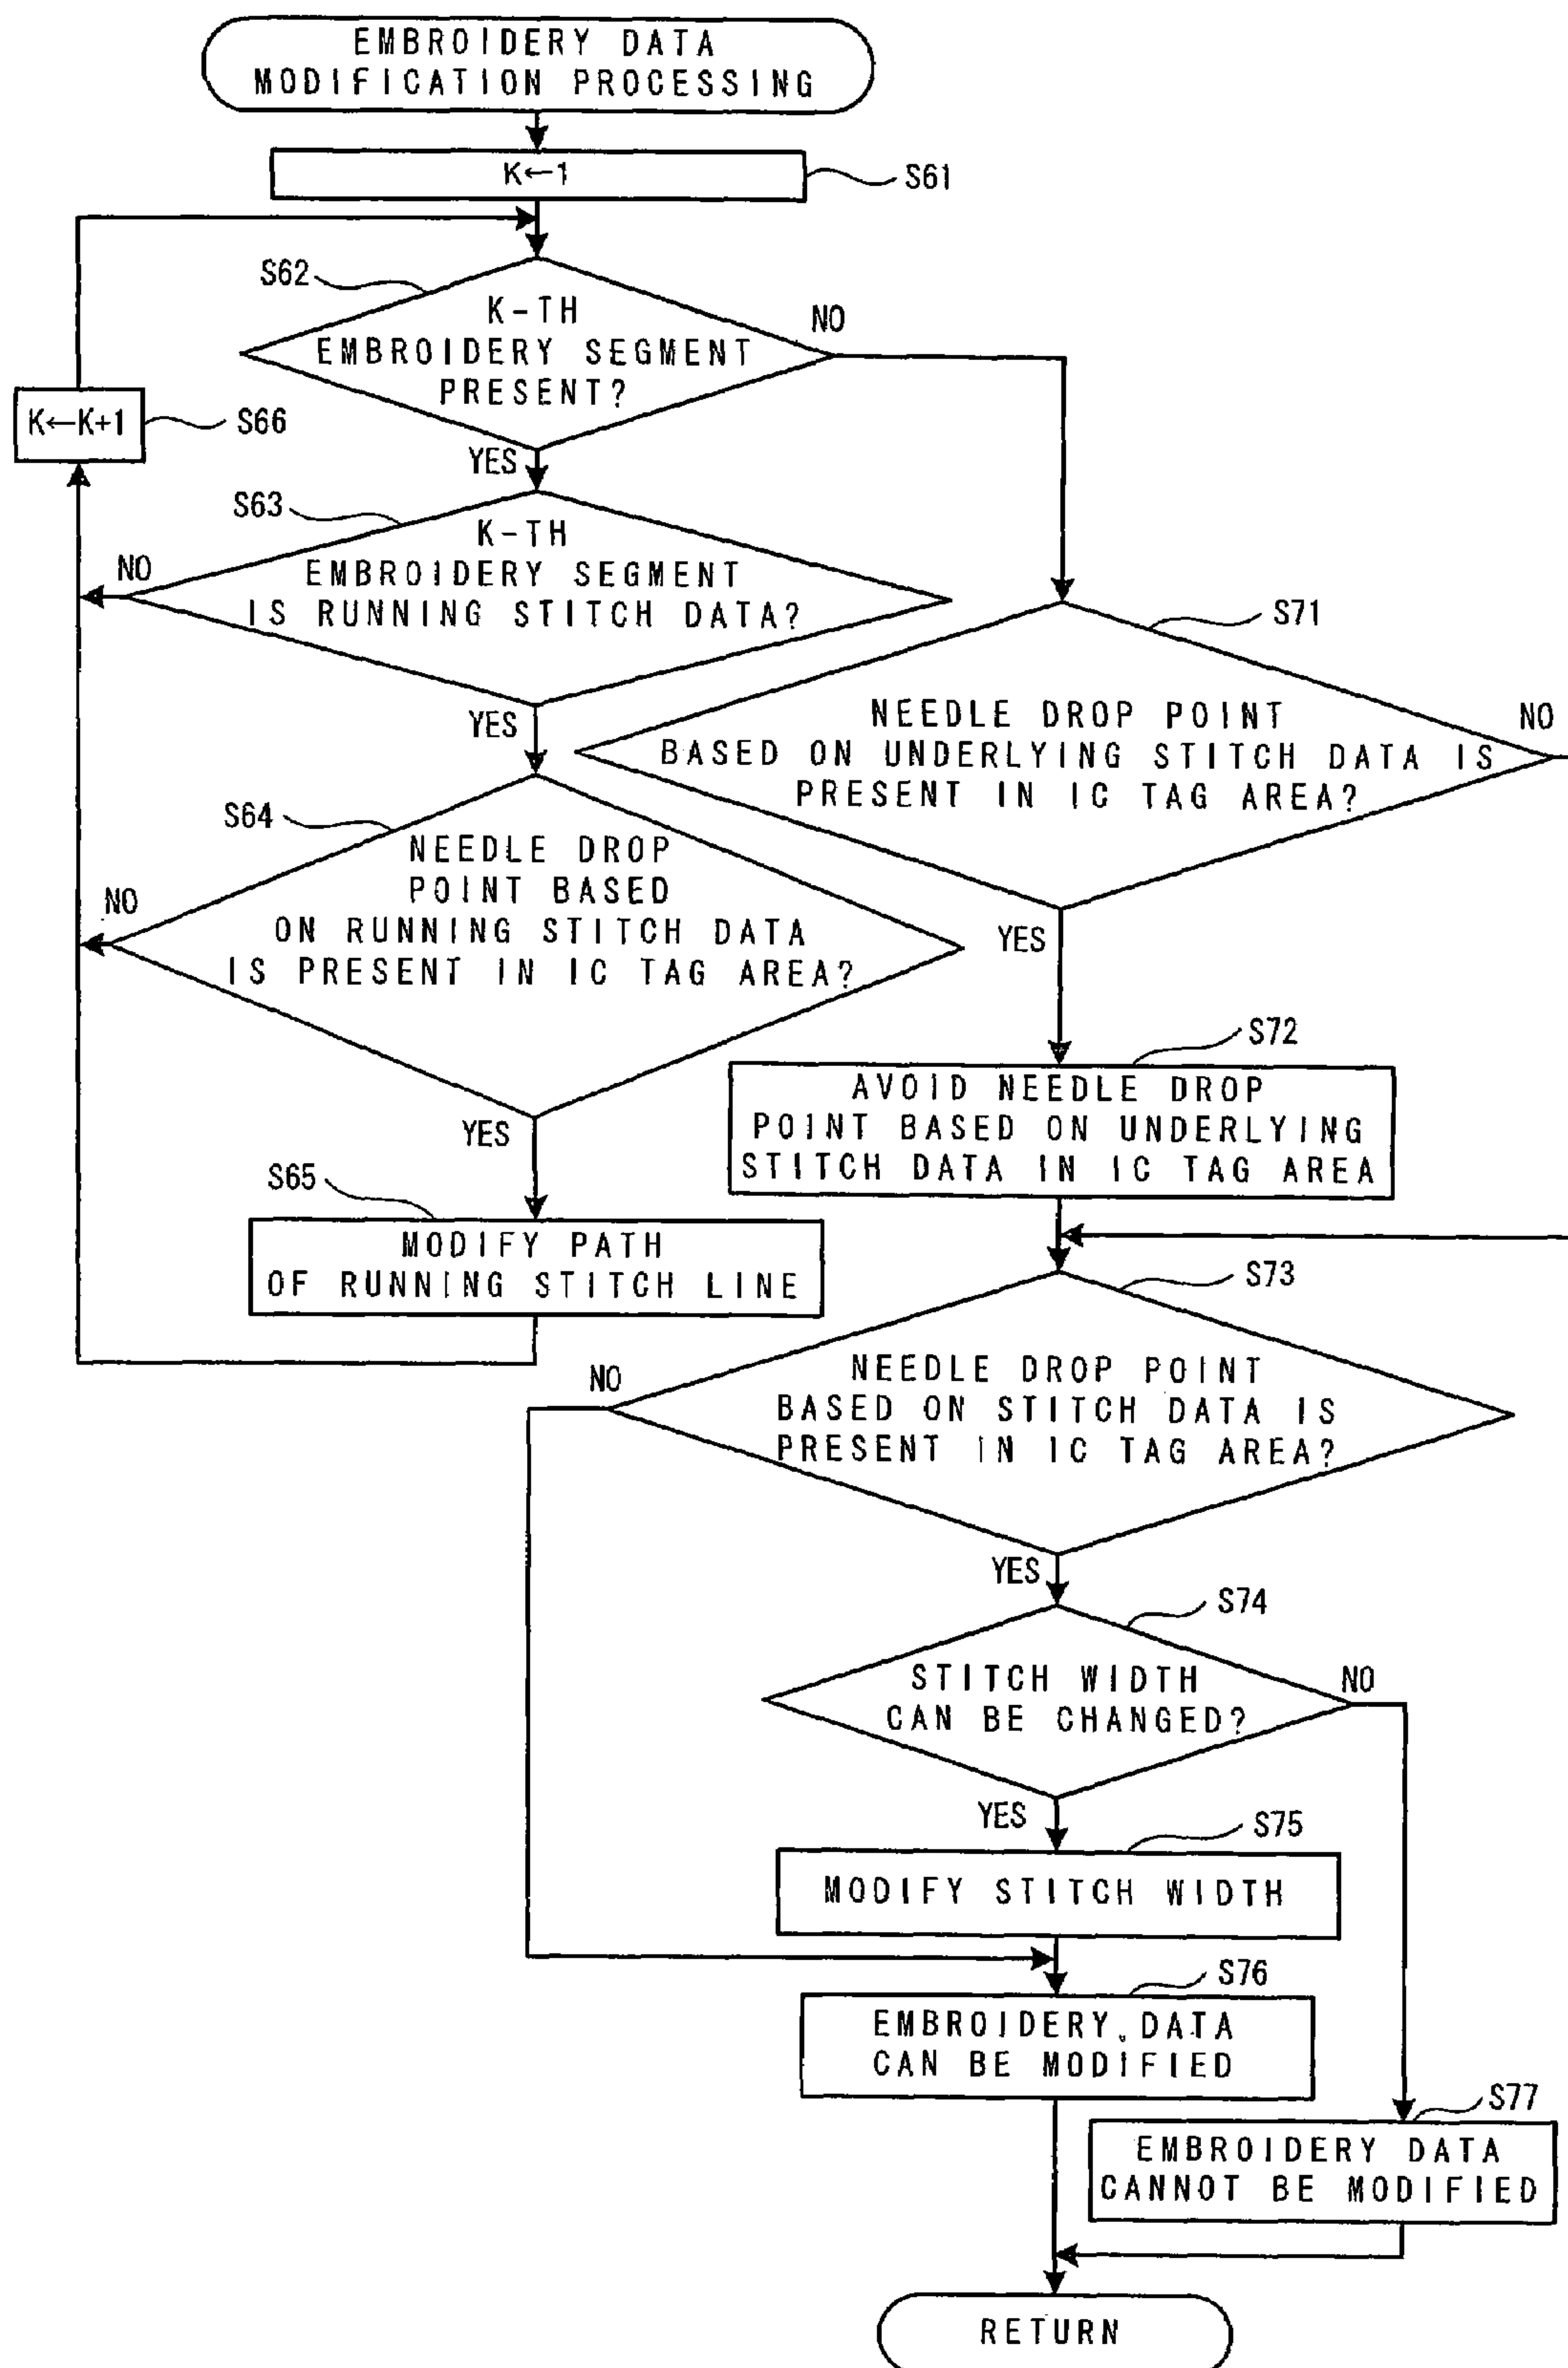 EMBROIDERY DATA
MODIFICATION PROCESSING
K←1
S61
S62
K-TH
EMBROIDERY SEGMENT
PRESENT?
NO
YES
K←K+1
S66
S63
K-TH
EMBROIDERY SEGMENT
IS RUNNING STITCH DATA?
NO
YES
S64
NEEDLE DROP
POINT BASED
ON RUNNING STITCH DATA
IS PRESENT IN IC TAG AREA?
NO
YES
S65
MODIFY PATH
OF RUNNING STITCH LINE
S71
NEEDLE DROP POINT
BASED ON UNDERLYING STITCH DATA IS
PRESENT IN IC TAG AREA?
NO
YES
S72
AVOID NEEDLE DROP
POINT BASED ON UNDERLYING
STITCH DATA IN IC TAG AREA
S73
NEEDLE DROP POINT
BASED ON STITCH DATA IS
PRESENT IN IC TAG AREA?
NO
YES
S74
STITCH WIDTH
CAN BE CHANGED?
NO
YES
S75
MODIFY STITCH WIDTH
S76
EMBROIDERY DATA
CAN BE MODIFIED
S77
EMBROIDERY DATA
CANNOT BE MODIFIED
RETURN